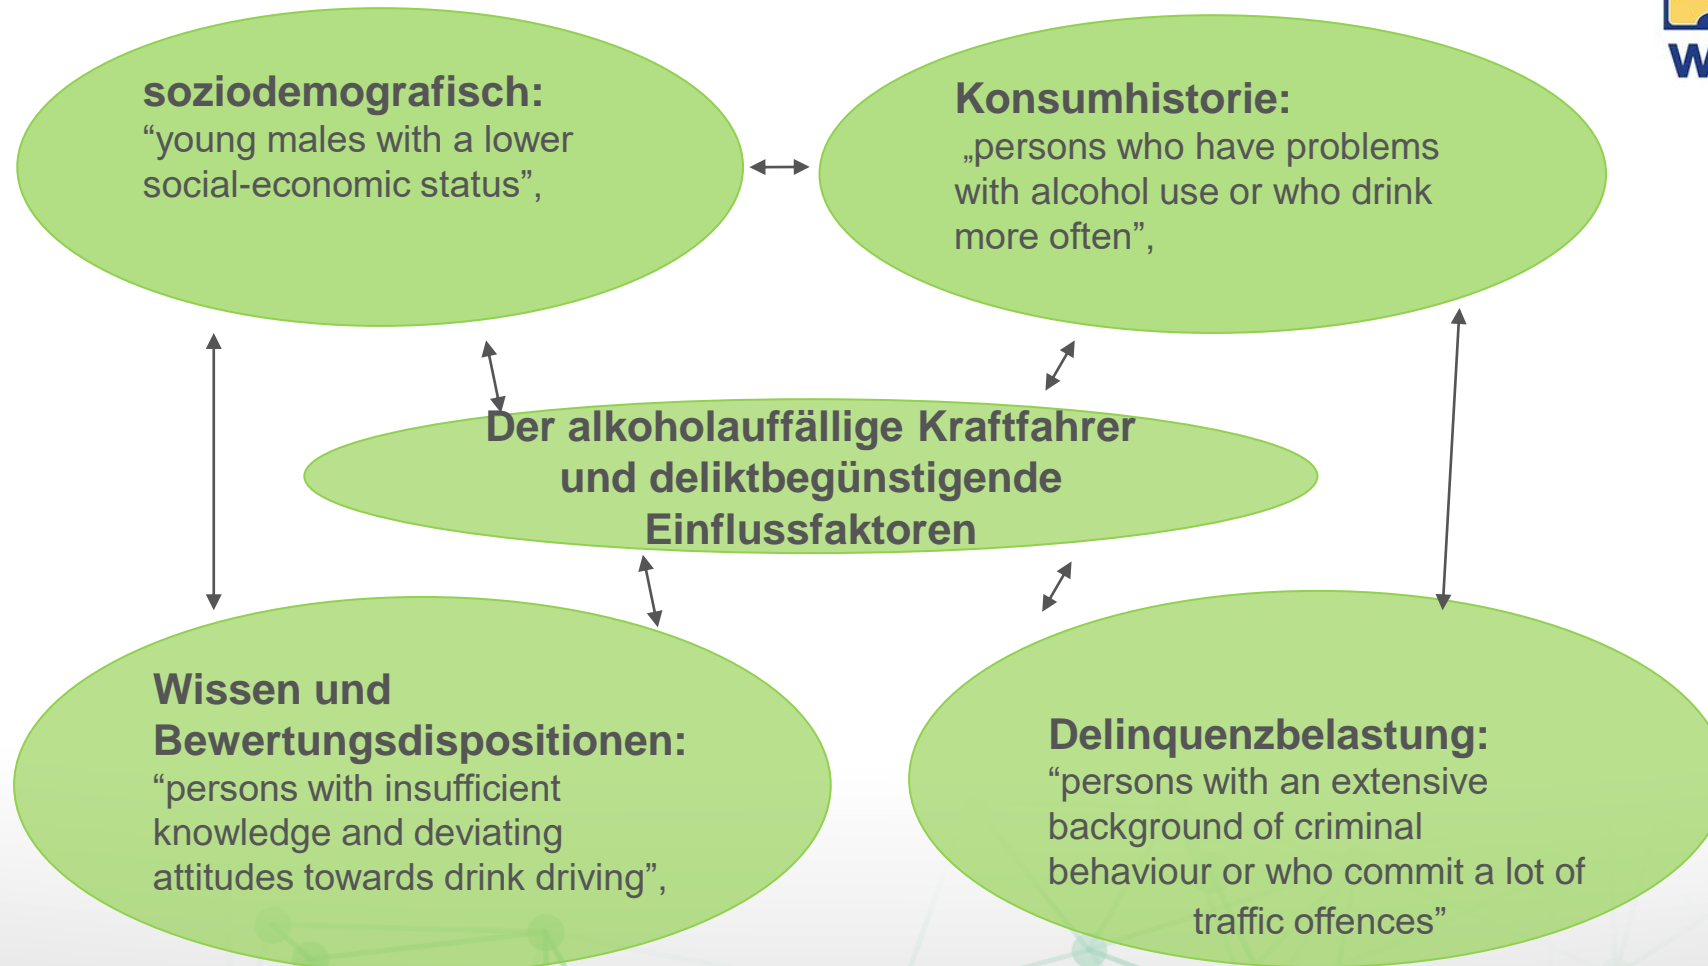 soziodemografisch:
“young males with a lower
social-economic status”,
Konsumhistorie:
„persons who have problems
with alcohol use or who drink
more often”,
Der alkoholauffällige Kraftfahrer
und deliktbegünstigende
Einflussfaktoren
Wissen und
Bewertungsdispositionen:
“persons with insufficient
knowledge and deviating
attitudes towards drink driving”,
Delinquenzbelastung:
“persons with an extensive
background of criminal
behaviour or who commit a lot of
traffic offences”